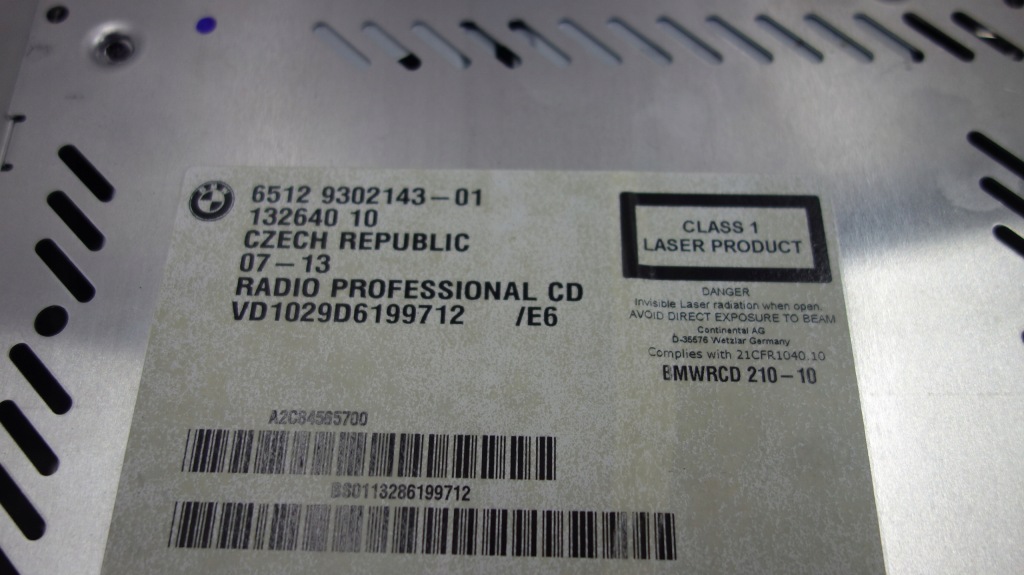 6512 9302143-01
132640 10
CZECH REPUBLIC
07-13
RADIO PROFESSIONAL CD
VD1029D6199712 /E6
CLASS 1
LASER PRODUCT
DANGER
Invisible Laser radiation when open.
AVOID DIRECT EXPOSURE TO BEAM
Continental AG
D-35576 Wetzlar Germany
Complies with 21CFR1040.10
BMWRCD 210-10
A2C84565700
BS0113286199712